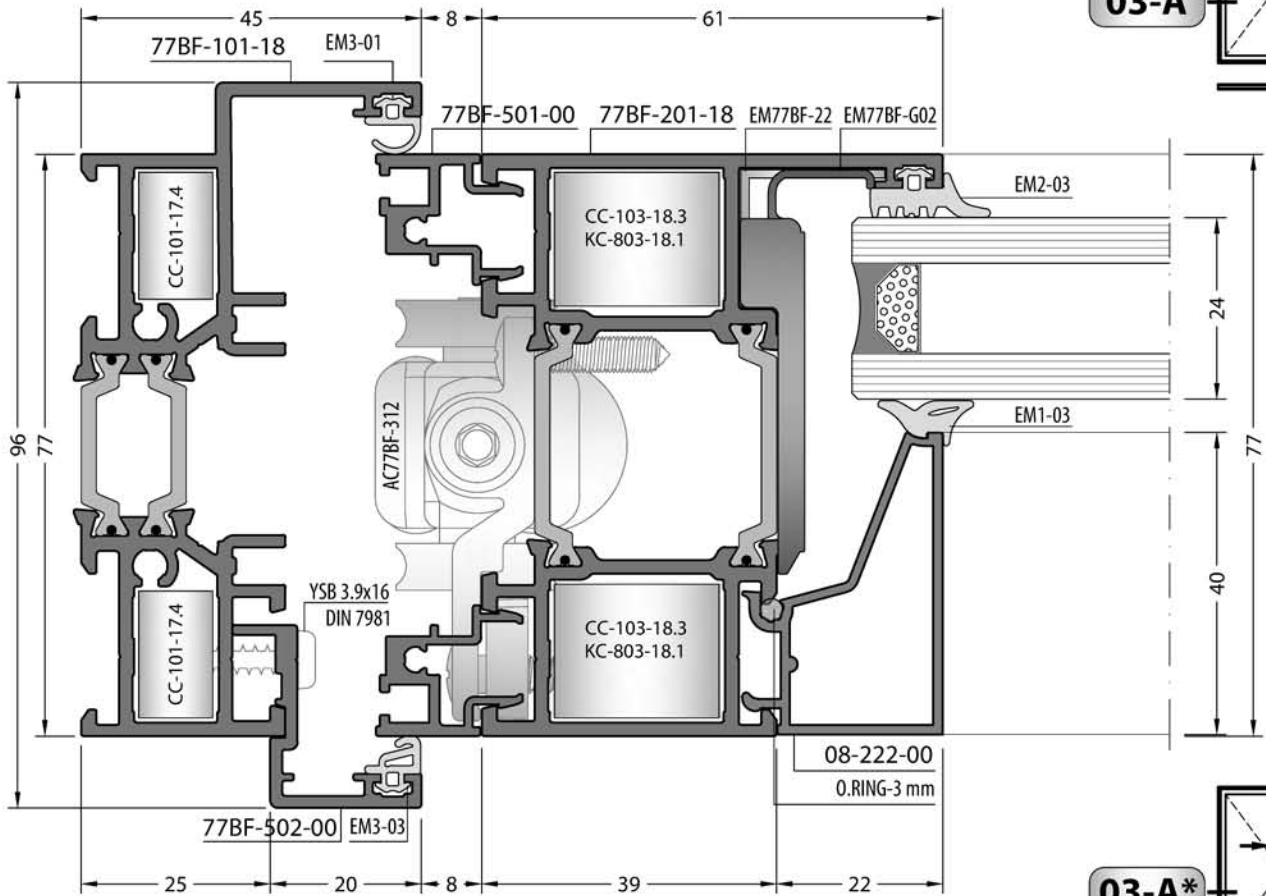 03-A
45
8
61
77BF-101-18
EM3-01
77BF-501-00
77BF-201-18
EM77BF-22
EM77BF-G02
EM2-03
CC-101-17.4
CC-103-18.3
KC-803-18.1
24
96
77
AC77BF-312
EM1-03
77
40
YSB 3.9x16
DIN 7981
CC-101-17.4
CC-103-18.3
KC-803-18.1
08-222-00
O.RING-3 mm
77BF-502-00
EM3-03
25
20
8
39
22
03-A*